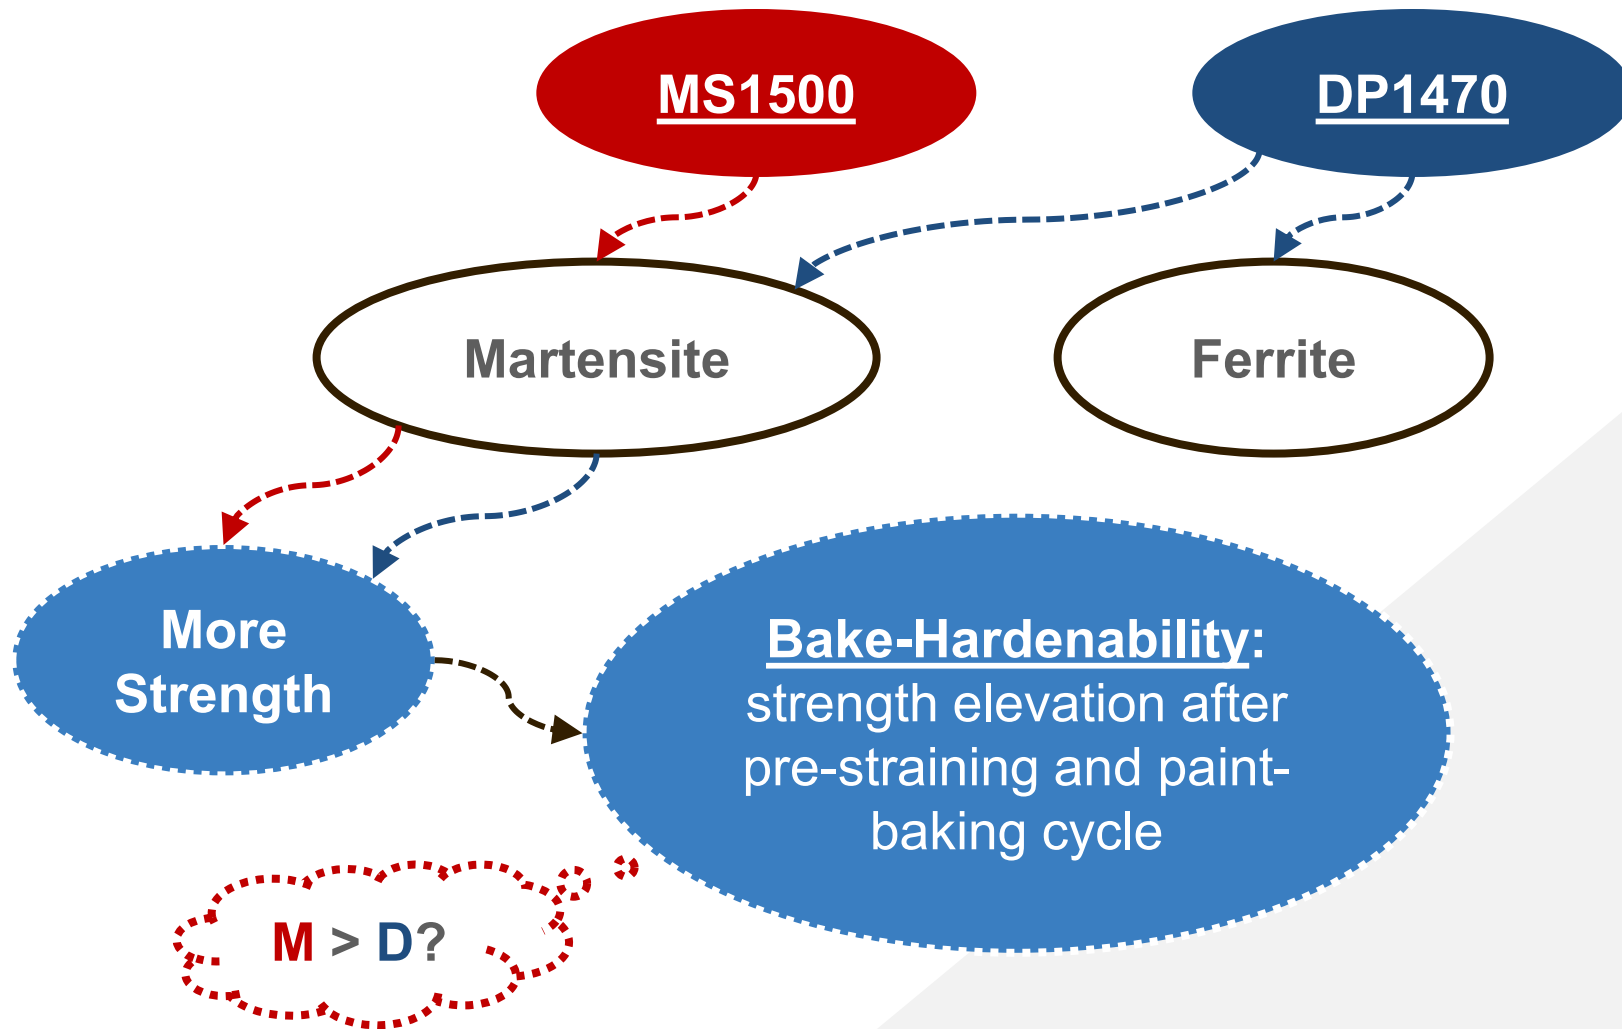 MS1500
DP1470
Martensite
Ferrite
More
Strength
Bake-Hardenability:
strength elevation after
pre-straining and paint-
baking cycle
M > D?